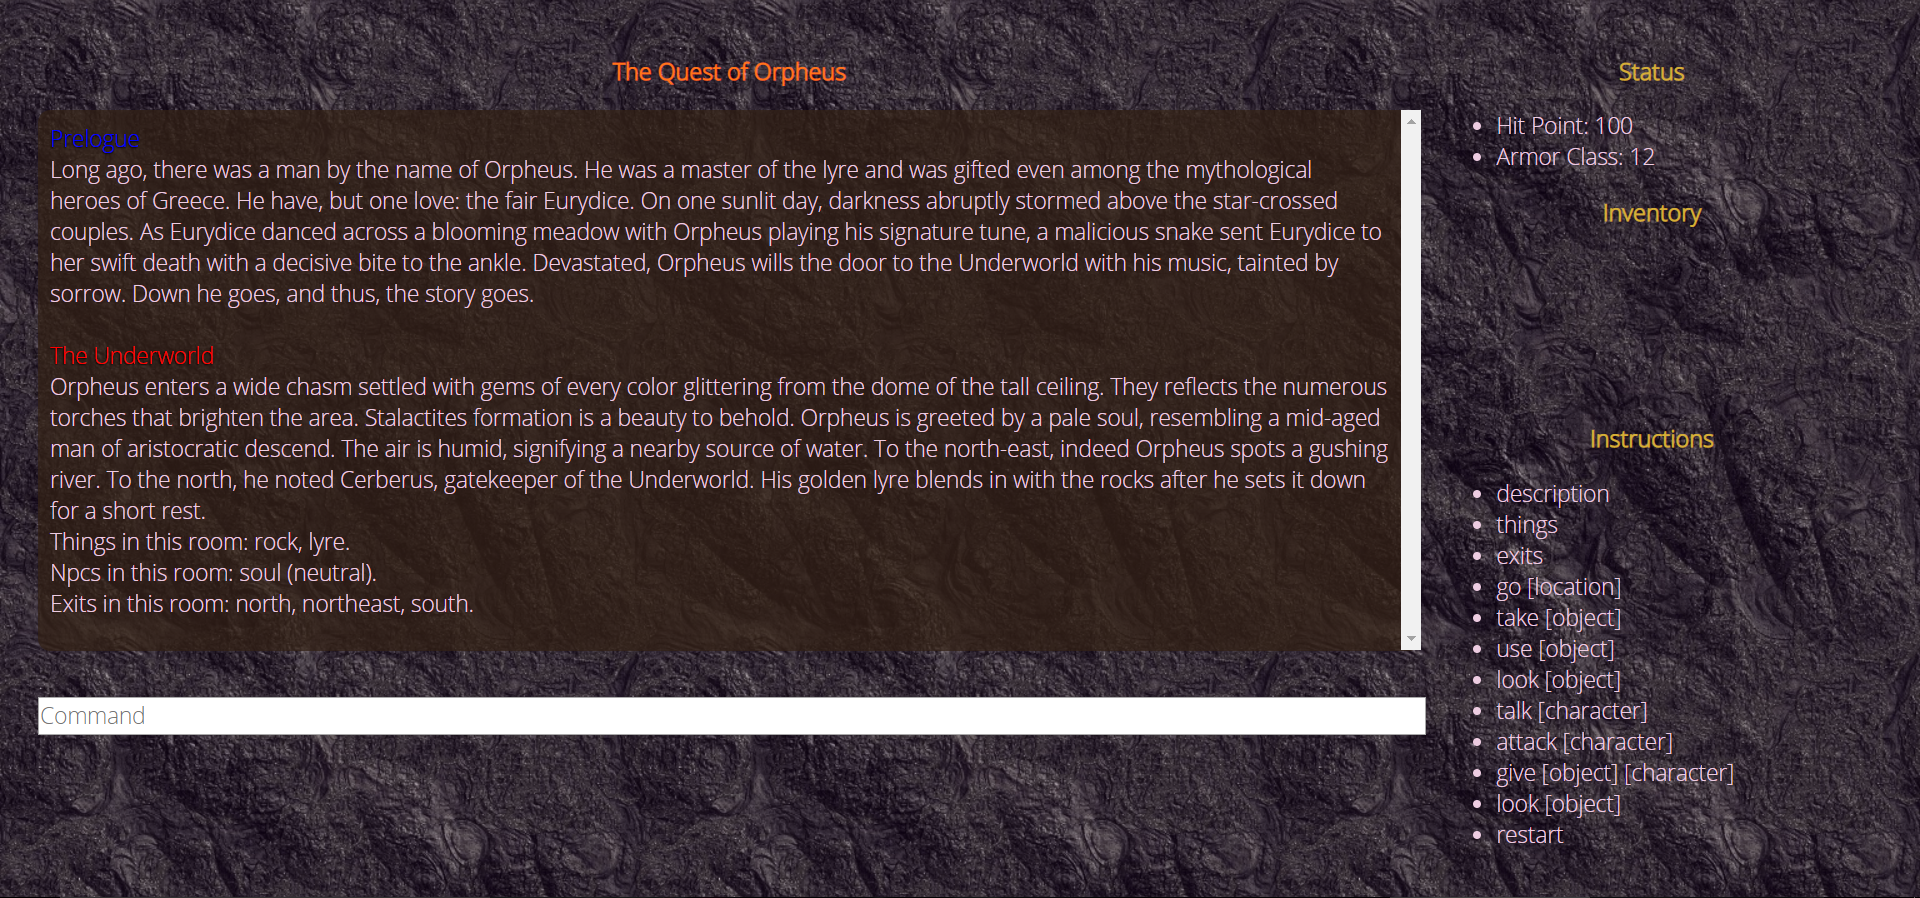 The Quest of Orpheus
Prelogue
Long ago, there was a man by the name of Orpheus. He was a master of the lyre and was gifted even among the mythological
heroes of Greece. He have, but one love: the fair Eurydice. On one sunlit day, darkness abruptly stormed above the star-crossed
couples. As Eurydice danced across a blooming meadow with Orpheus playing his signature tune, a malicious snake sent Eurydice to
her swift death with a decisive bite to the ankle. Devastated, Orpheus wills the door to the Underworld with his music, tainted by
sorrow. Down he goes, and thus, the story goes.
The Underworld
Orpheus enters a wide chasm settled with gems of every color glittering from the dome of the tall ceiling. They reflects the numerous
torches that brighten the area. Stalactites formation is a beauty to behold. Orpheus is greeted by a pale soul, resembling a mid-aged
man of aristocratic descend. The air is humid, signifying a nearby source of water. To the north-east, indeed Orpheus spots a gushing
river. To the north, he noted Cerberus, gatekeeper of the Underworld. His golden lyre blends in with the rocks after he sets it down
for a short rest.
Things in this room: rock, lyre.
Npcs in this room: soul (neutral).
Exits in this room: north, northeast, south.
Command
Status
Hit Point: 100
Armor Class: 12
Inventory
Instructions
description
things
exits
go [location]
take [object]
use [object]
look [object]
talk [character]
attack [character]
give [object] [character]
look [object]
restart